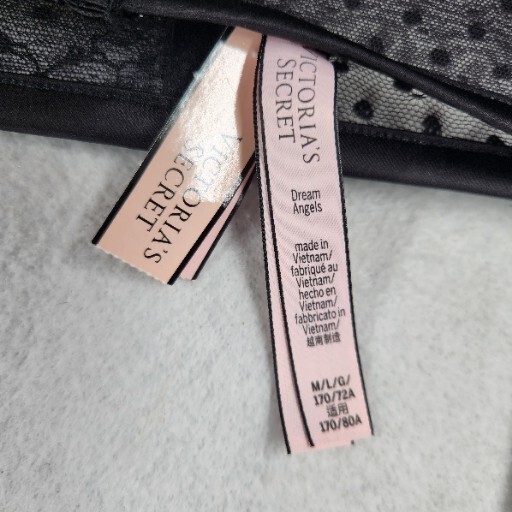 VICTORIA'S
SECRET
VICTORIA'S
SECRET
Dream
Angels
made in
Vietnam/
fabriqué au
Vietnam/
hecho en
Vietnam/
fabbricato in
Vietnam/
越南制造
M/L/G/
170/72A
适用
170/80A